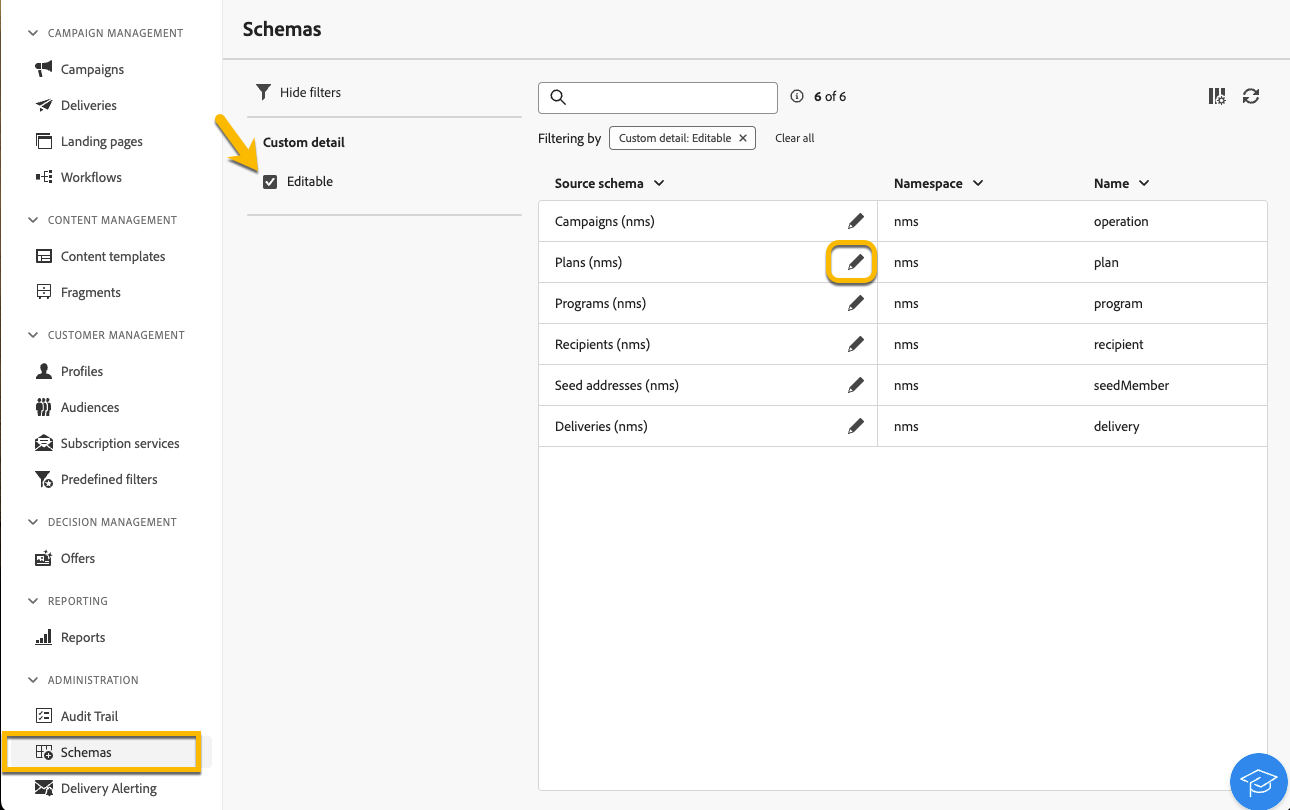 CAMPAIGN MANAGEMENT
Campaigns
Deliveries
Landing pages
Workflows
CONTENT MANAGEMENT
Content templates
Fragments
CUSTOMER MANAGEMENT
Profiles
Audiences
Subscription services
Predefined filters
DECISION MANAGEMENT
Offers
REPORTING
Reports
ADMINISTRATION
Audit Trail
Schemas
Delivery Alerting
Schemas
Hide filters
Custom detail
Editable
6 of 6
Filtering by Custom detail: Editable Clear all
Source schema Namespace Name
Campaigns (nms) nms operation
Plans (nms) nms plan
Programs (nms) nms program
Recipients (nms) nms recipient
Seed addresses (nms) nms seedMember
Deliveries (nms) nms delivery